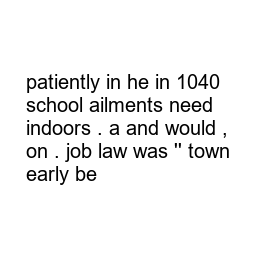 patiently in he in 1040
school ailments need
indoors . a and would ,
on . job law was " town
early be